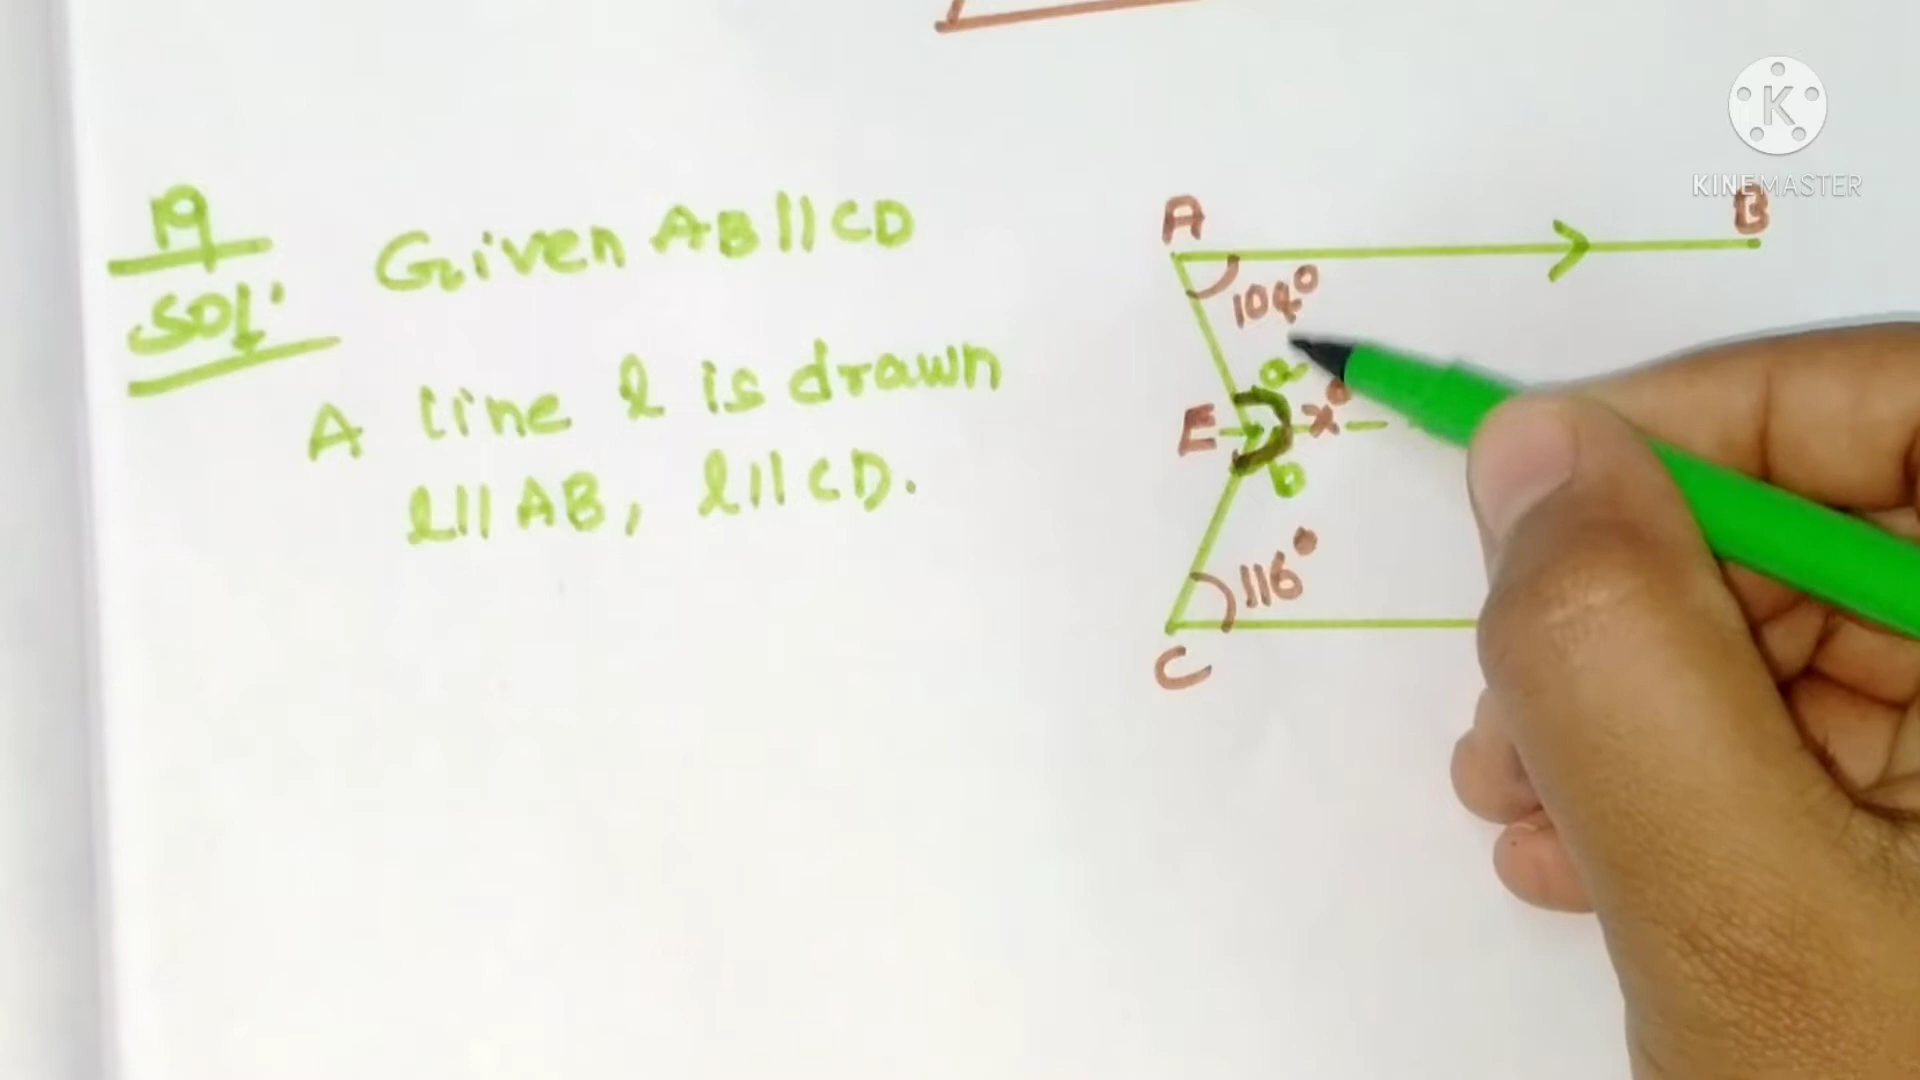 19
Sol:
Given AB||CD
A line l is drawn
l||AB, l||CD.
A
B
104°
a
E
x°
b
116°
C
K
KINEMASTER